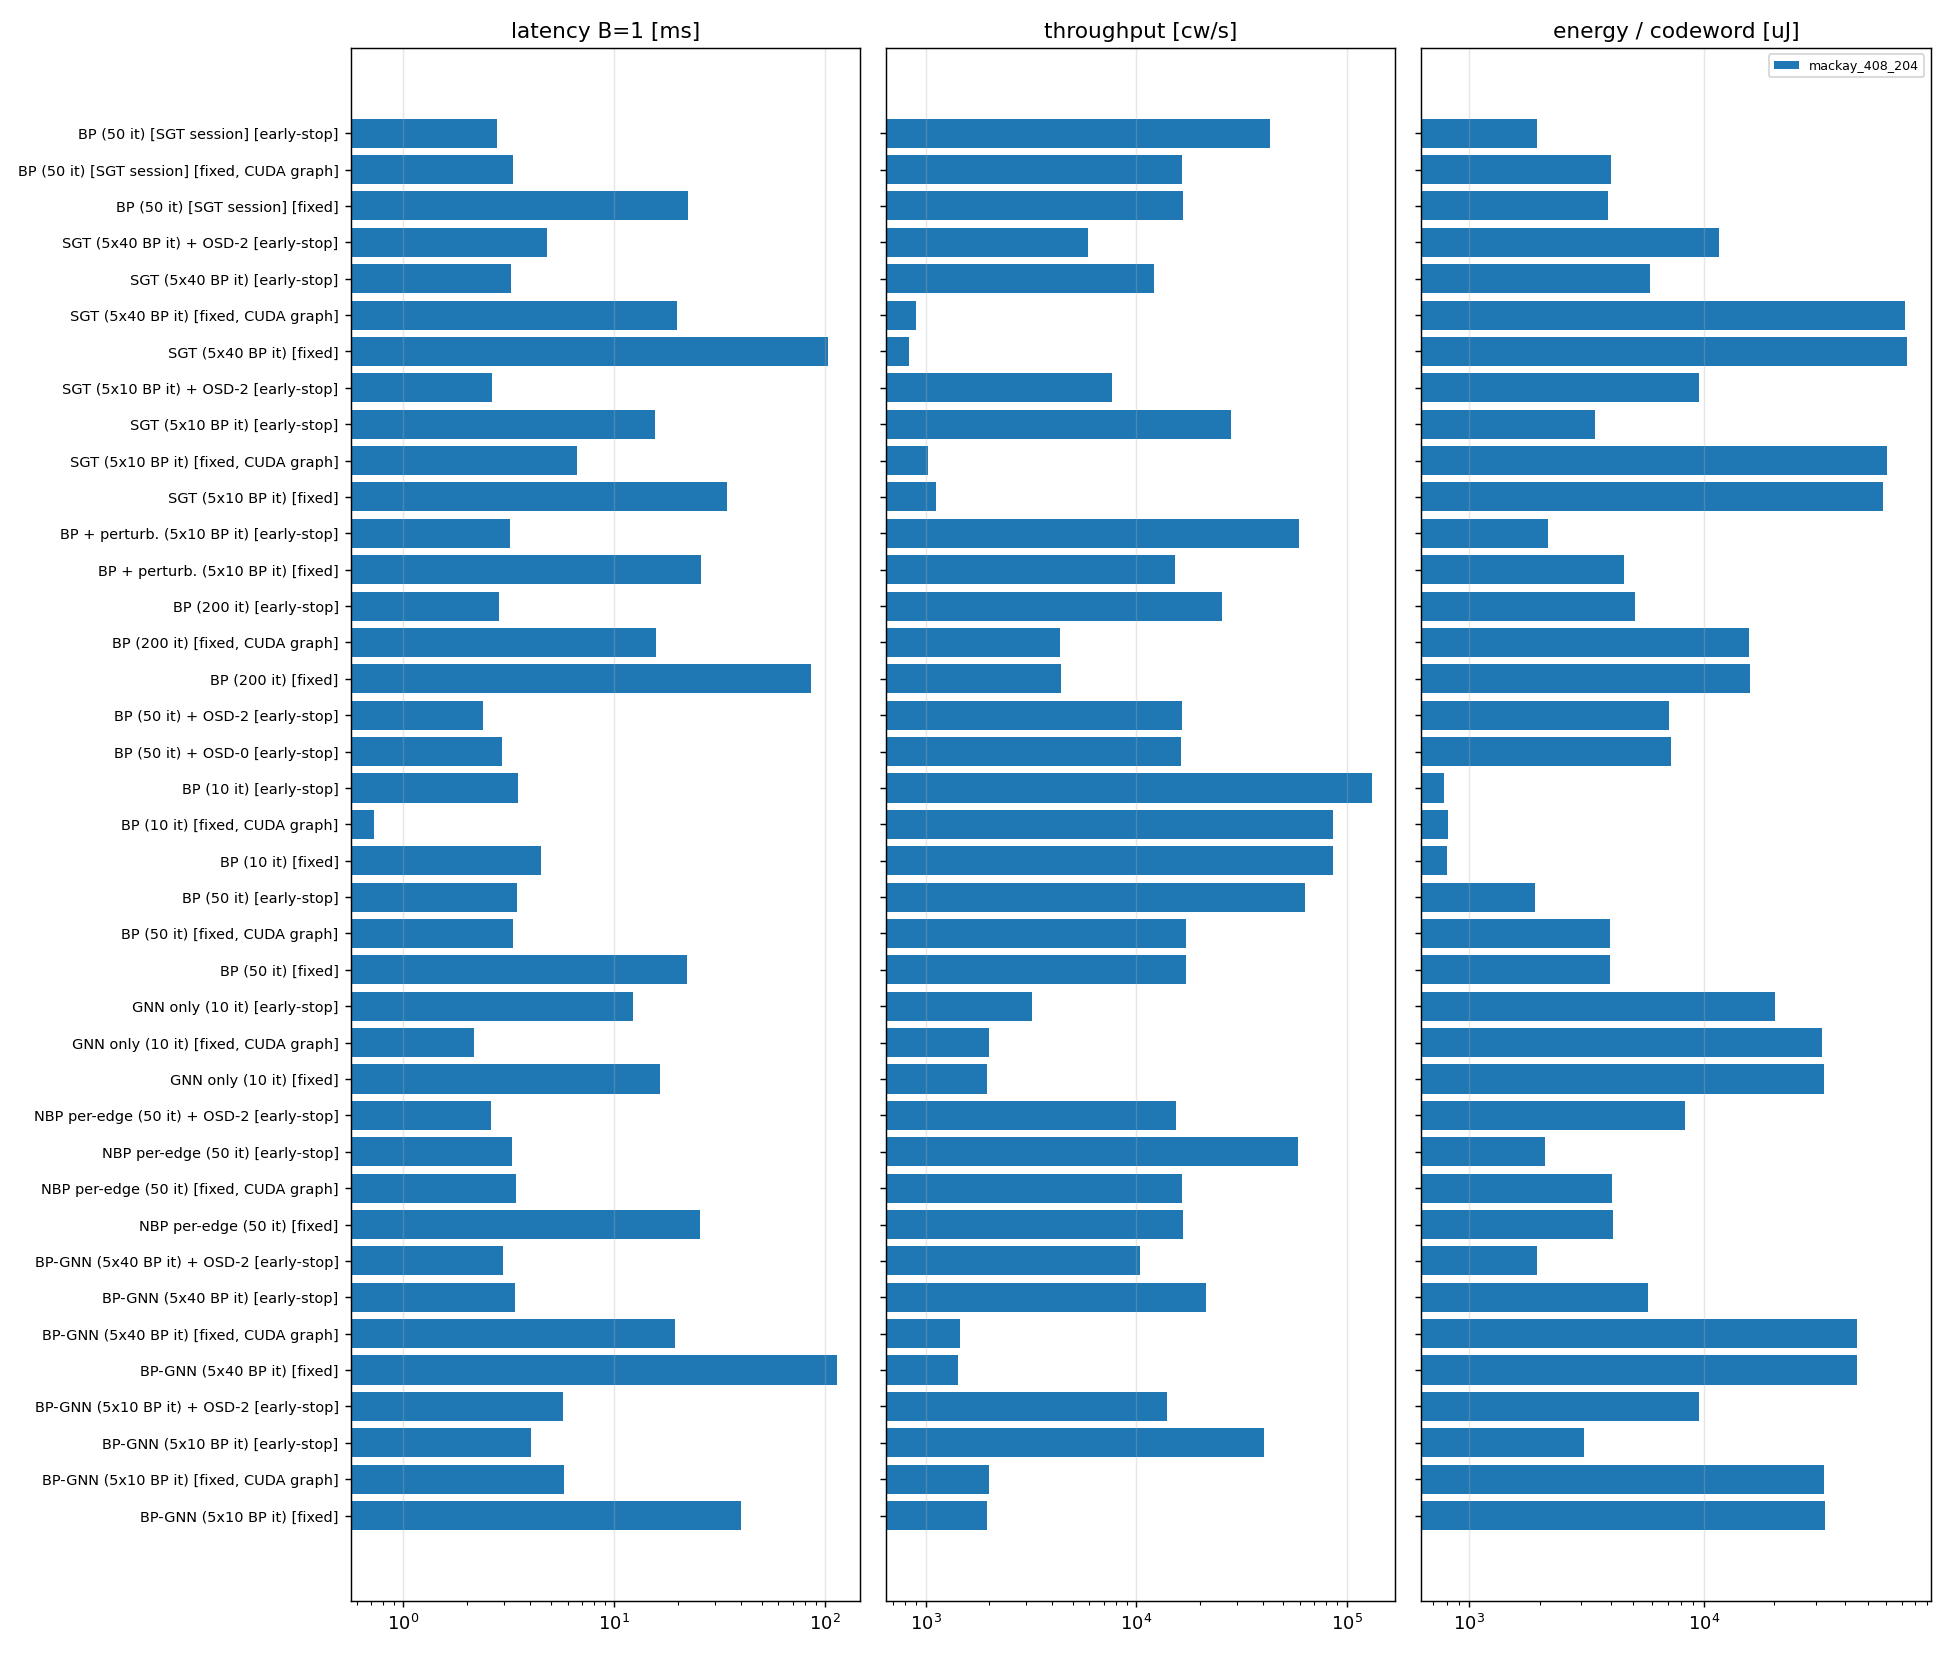 latency B=1 [ms]
throughput [cw/s]
energy / codeword [uJ]
mackay_408_204
BP (50 it) [SGT session] [early-stop]
BP (50 it) [SGT session] [fixed, CUDA graph]
BP (50 it) [SGT session] [fixed]
SGT (5x40 BP it) + OSD-2 [early-stop]
SGT (5x40 BP it) [early-stop]
SGT (5x40 BP it) [fixed, CUDA graph]
SGT (5x40 BP it) [fixed]
SGT (5x10 BP it) + OSD-2 [early-stop]
SGT (5x10 BP it) [early-stop]
SGT (5x10 BP it) [fixed, CUDA graph]
SGT (5x10 BP it) [fixed]
BP + perturb. (5x10 BP it) [early-stop]
BP + perturb. (5x10 BP it) [fixed]
BP (200 it) [early-stop]
BP (200 it) [fixed, CUDA graph]
BP (200 it) [fixed]
BP (50 it) + OSD-2 [early-stop]
BP (50 it) + OSD-0 [early-stop]
BP (10 it) [early-stop]
BP (10 it) [fixed, CUDA graph]
BP (10 it) [fixed]
BP (50 it) [early-stop]
BP (50 it) [fixed, CUDA graph]
BP (50 it) [fixed]
GNN only (10 it) [early-stop]
GNN only (10 it) [fixed, CUDA graph]
GNN only (10 it) [fixed]
NBP per-edge (50 it) + OSD-2 [early-stop]
NBP per-edge (50 it) [early-stop]
NBP per-edge (50 it) [fixed, CUDA graph]
NBP per-edge (50 it) [fixed]
BP-GNN (5x40 BP it) + OSD-2 [early-stop]
BP-GNN (5x40 BP it) [early-stop]
BP-GNN (5x40 BP it) [fixed, CUDA graph]
BP-GNN (5x40 BP it) [fixed]
BP-GNN (5x10 BP it) + OSD-2 [early-stop]
BP-GNN (5x10 BP it) [early-stop]
BP-GNN (5x10 BP it) [fixed, CUDA graph]
BP-GNN (5x10 BP it) [fixed]
10⁰ 10¹ 10²
10³ 10⁴ 10⁵
10³ 10⁴